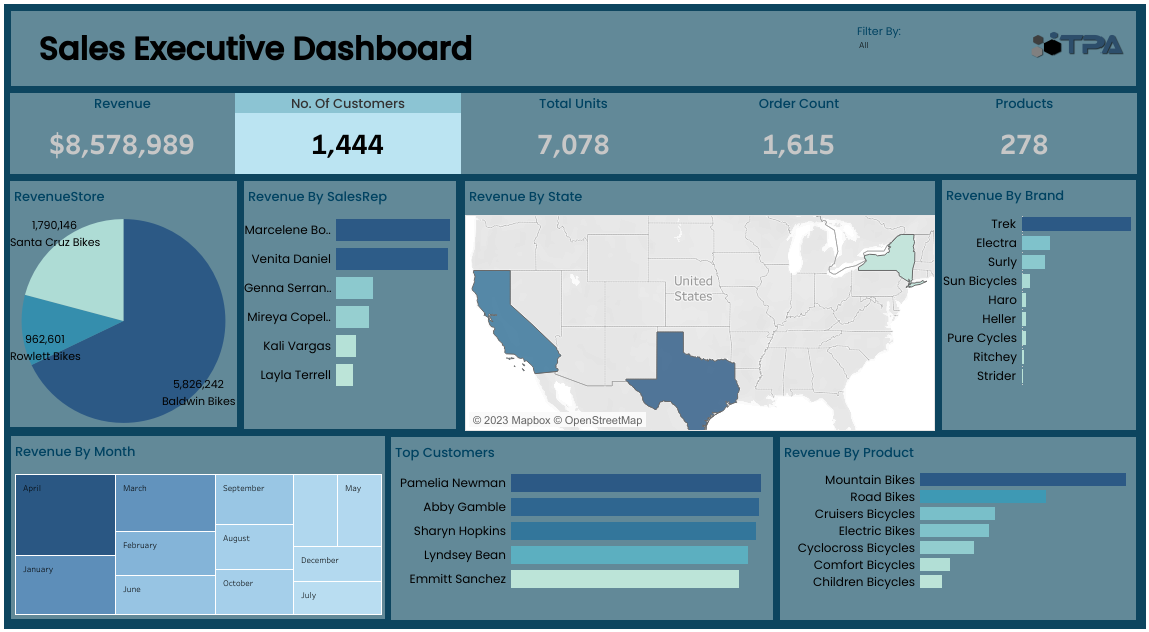 Sales Executive Dashboard
Filter By:
All
TPA
Revenue
$8,578,989
No. Of Customers
1,444
Total Units
7,078
Order Count
1,615
Products
278
RevenueStore
1,790,146
Santa Cruz Bikes
962,601
Rowlett Bikes
5,826,242
Baldwin Bikes
Revenue By SalesRep
Marcelene Bo..
Venita Daniel
Genna Serran..
Mireya Copel..
Kali Vargas
Layla Terrell
Revenue By State
United
States
© 2023 Mapbox © OpenStreetMap
Revenue By Brand
Trek
Electra
Surly
Sun Bicycles
Haro
Heller
Pure Cycles
Ritchey
Strider
Revenue By Month
April
January
March
February
June
September
August
October
May
December
July
Top Customers
Pamelia Newman
Abby Gamble
Sharyn Hopkins
Lyndsey Bean
Emmitt Sanchez
Revenue By Product
Mountain Bikes
Road Bikes
Cruisers Bicycles
Electric Bikes
Cyclocross Bicycles
Comfort Bicycles
Children Bicycles